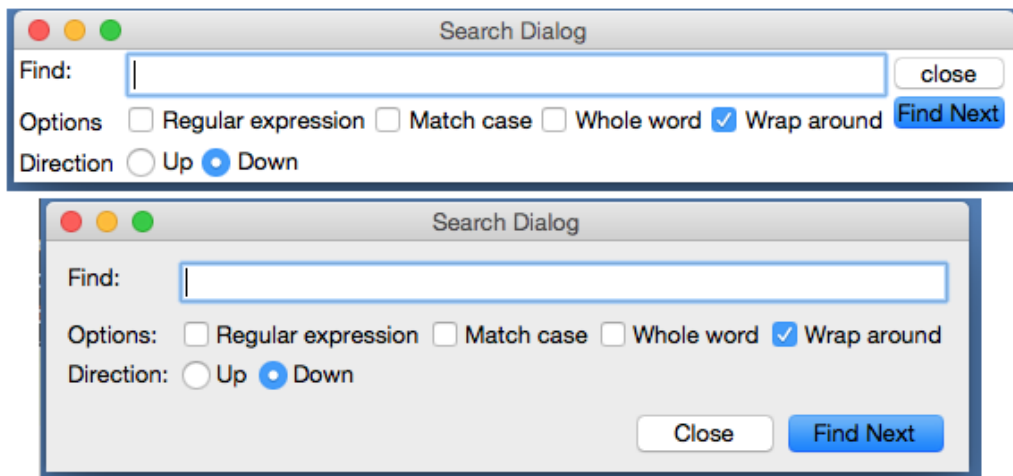 Search Dialog
Find: close
Options Regular expression Match case Whole word Wrap around Find Next
Direction Up Down
Search Dialog
Find:
Options: Regular expression Match case Whole word Wrap around
Direction: Up Down
Close Find Next